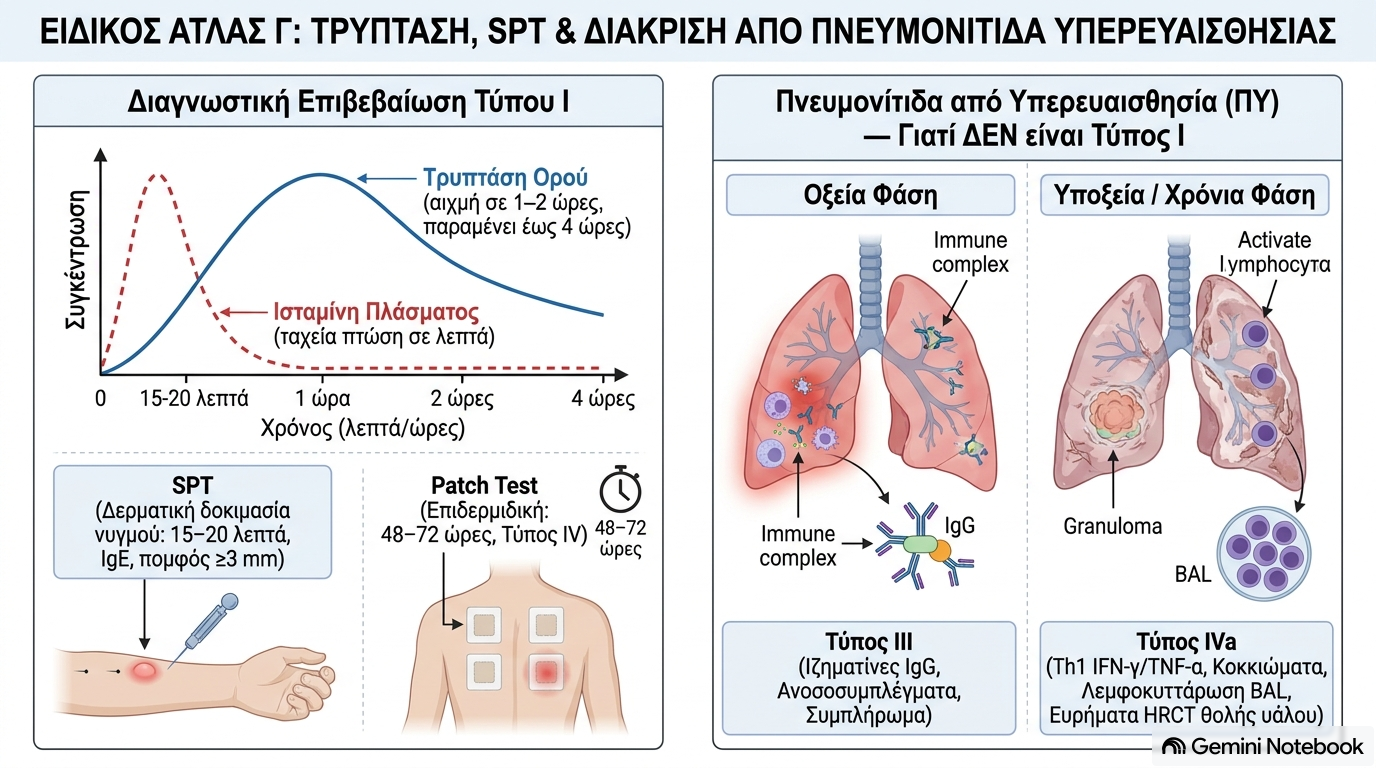 ΕΙΔΙΚΟΣ ΑΤΛΑΣ Γ: ΤΡΥΠΤΑΣΗ, SPT & ΔΙΑΚΡΙΣΗ ΑΠΟ ΠΝΕΥΜΟΝΙΤΙΔΑ ΥΠΕΡΕΥΑΙΣΘΗΣΙΑΣ
Διαγνωστική Επιβεβαίωση Τύπου Ι
Συγκέντρωση
Τρυπτάση Ορού
(αιχμή σε 1–2 ώρες,
παραμένει έως 4 ώρες)
Ισταμίνη Πλάσματος
(ταχεία πτώση σε λεπτά)
0 15-20 λεπτά 1 ώρα 2 ώρες 4 ώρες
Χρόνος (λεπτά/ώρες)
SPT
(Δερματική δοκιμασία
νυγμού: 15–20 λεπτά,
IgE, πομφός ≥3 mm)
Patch Test
(Επιδερμιδική:
48–72 ώρες, Τύπος IV)
48–72
ώρες
Πνευμονίτιδα από Υπερευαισθησία (ΠΥ)
— Γιατί ΔΕΝ είναι Τύπος Ι
Οξεία Φάση
Immune
complex
Immune
complex
IgG
Τύπος III
(Ιζηματίνες IgG,
Ανοσοσυμπλέγματα,
Συμπλήρωμα)
Υποξεία / Χρόνια Φάση
Activate
Lymphocyτα
Granuloma
BAL
Τύπος IVa
(Th1 IFN-γ/TNF-α, Κοκκιώματα,
Λεμφοκυττάρωση BAL,
Ευρήματα HRCT θολής υάλου)
Gemini Notebook